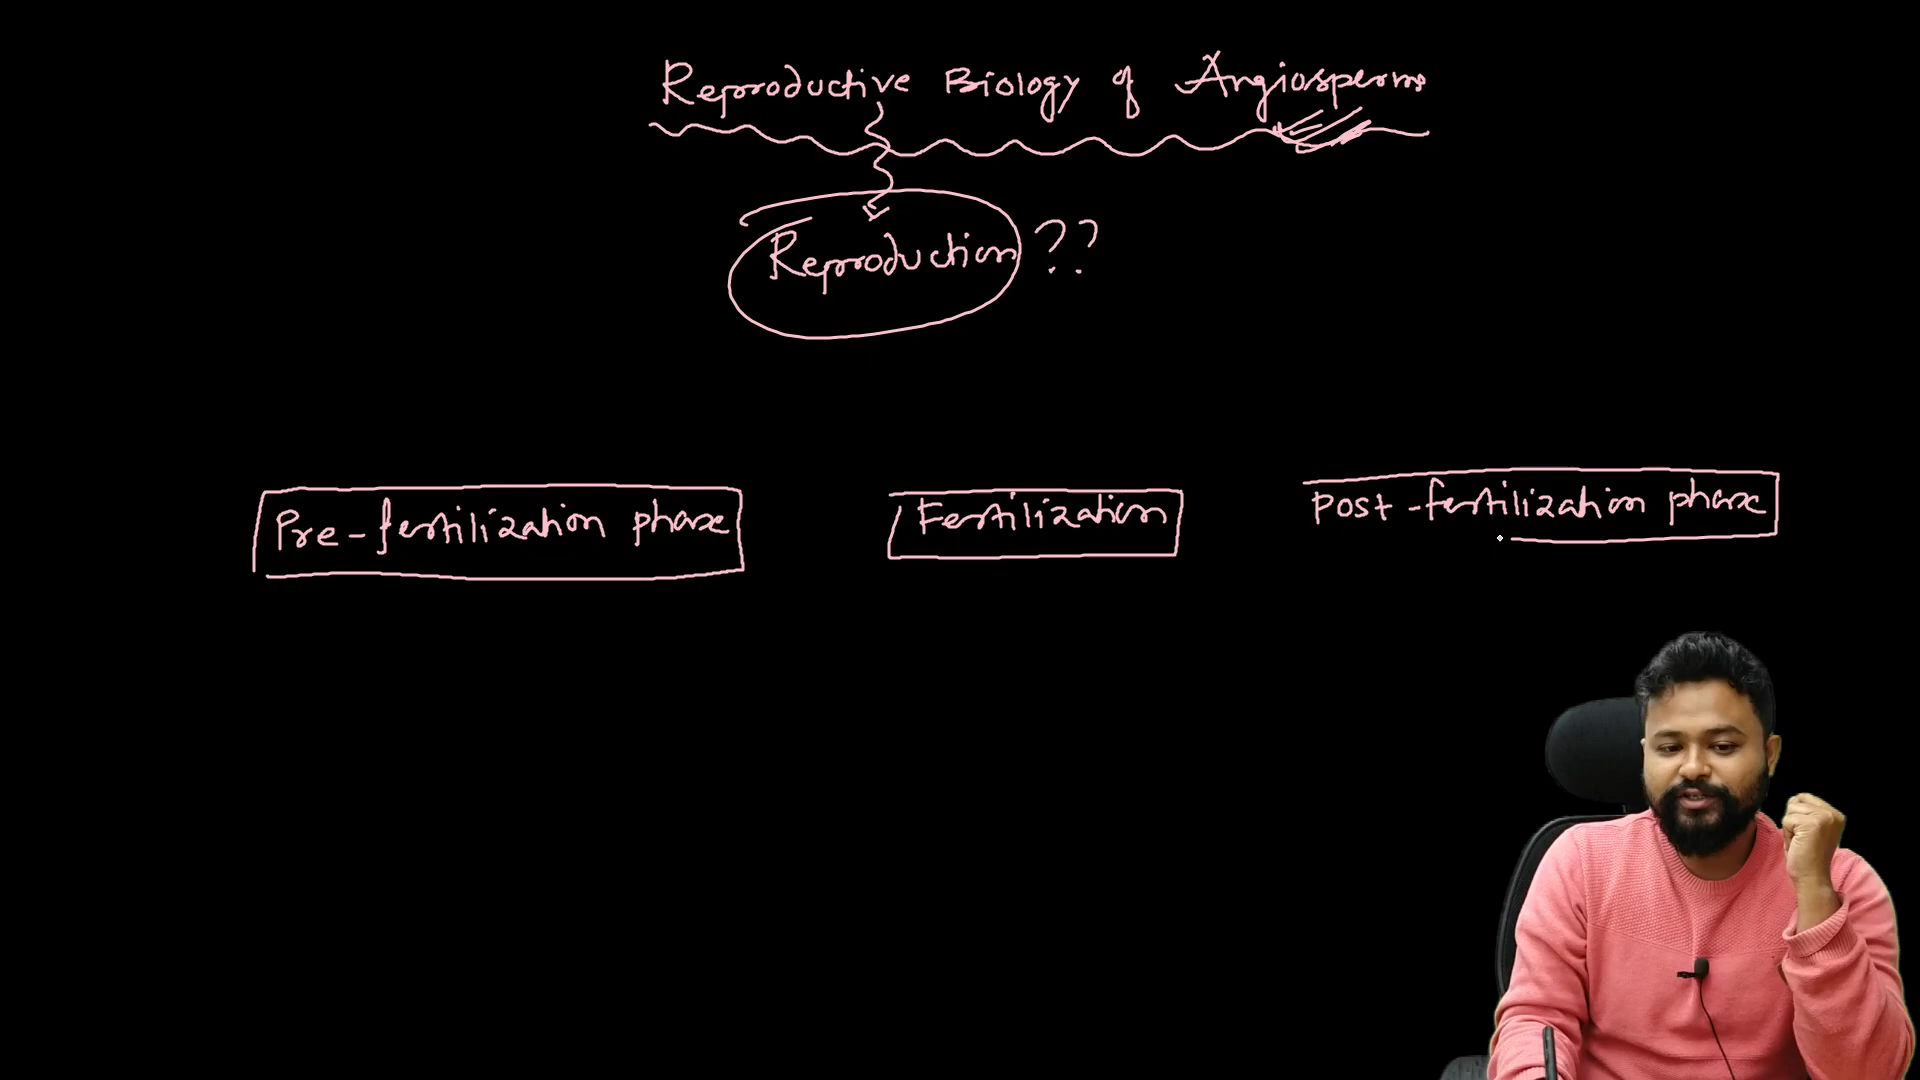 Reproductive Biology of Angiosperms
Reproduction ??
Pre-fertilization phase
Fertilization
Post-fertilization phase